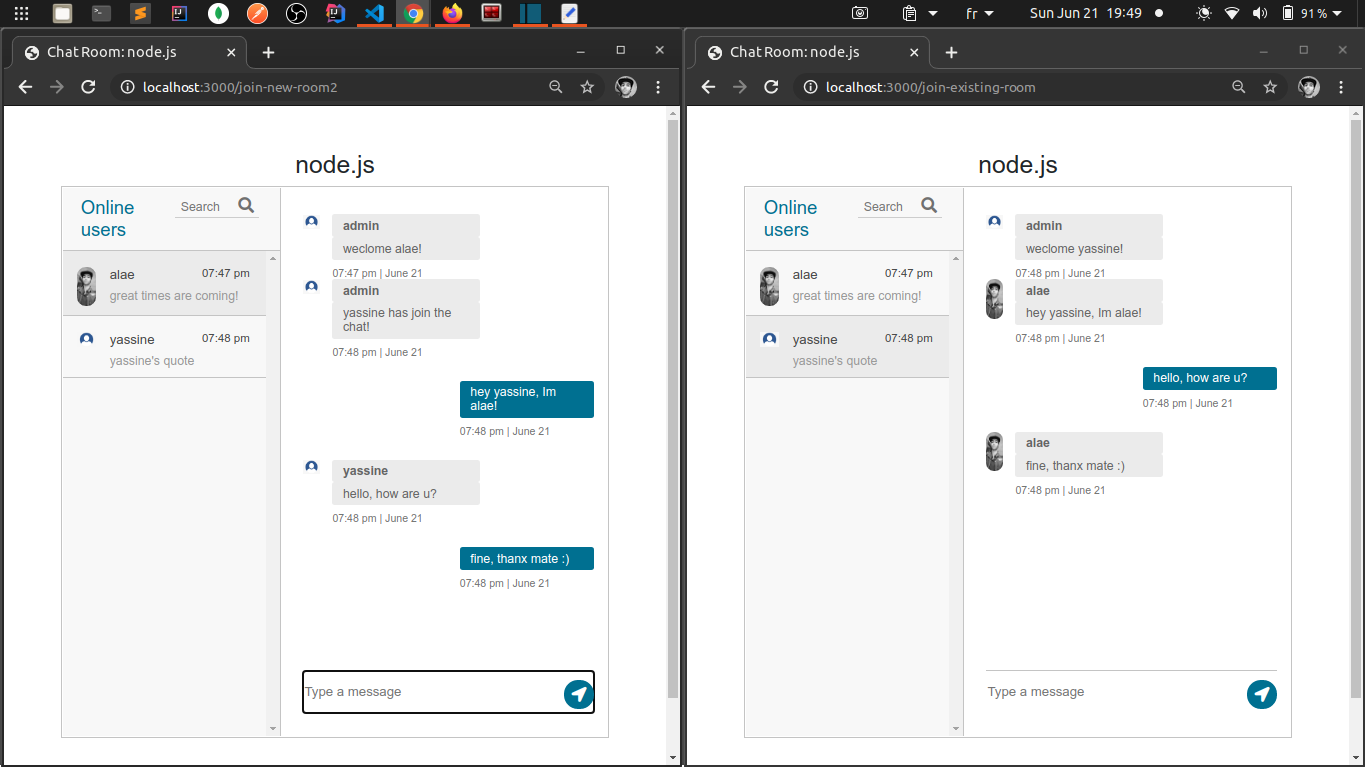 fr
Sun Jun 21 19:49
91 %
Chat Room: node.js
localhost:3000/join-new-room2
node.js
Online
users
Search
alae
07:47 pm
great times are coming!
yassine
07:48 pm
yassine's quote
admin
weclome alae!
07:47 pm | June 21
admin
yassine has join the
chat!
07:48 pm | June 21
hey yassine, Im
alae!
07:48 pm | June 21
yassine
hello, how are u?
07:48 pm | June 21
fine, thanx mate :)
07:48 pm | June 21
Type a message
Chat Room: node.js
localhost:3000/join-existing-room
node.js
Online
users
Search
alae
07:47 pm
great times are coming!
yassine
07:48 pm
yassine's quote
admin
weclome yassine!
07:48 pm | June 21
alae
hey yassine, Im alae!
07:48 pm | June 21
hello, how are u?
07:48 pm | June 21
alae
fine, thanx mate :)
07:48 pm | June 21
Type a message